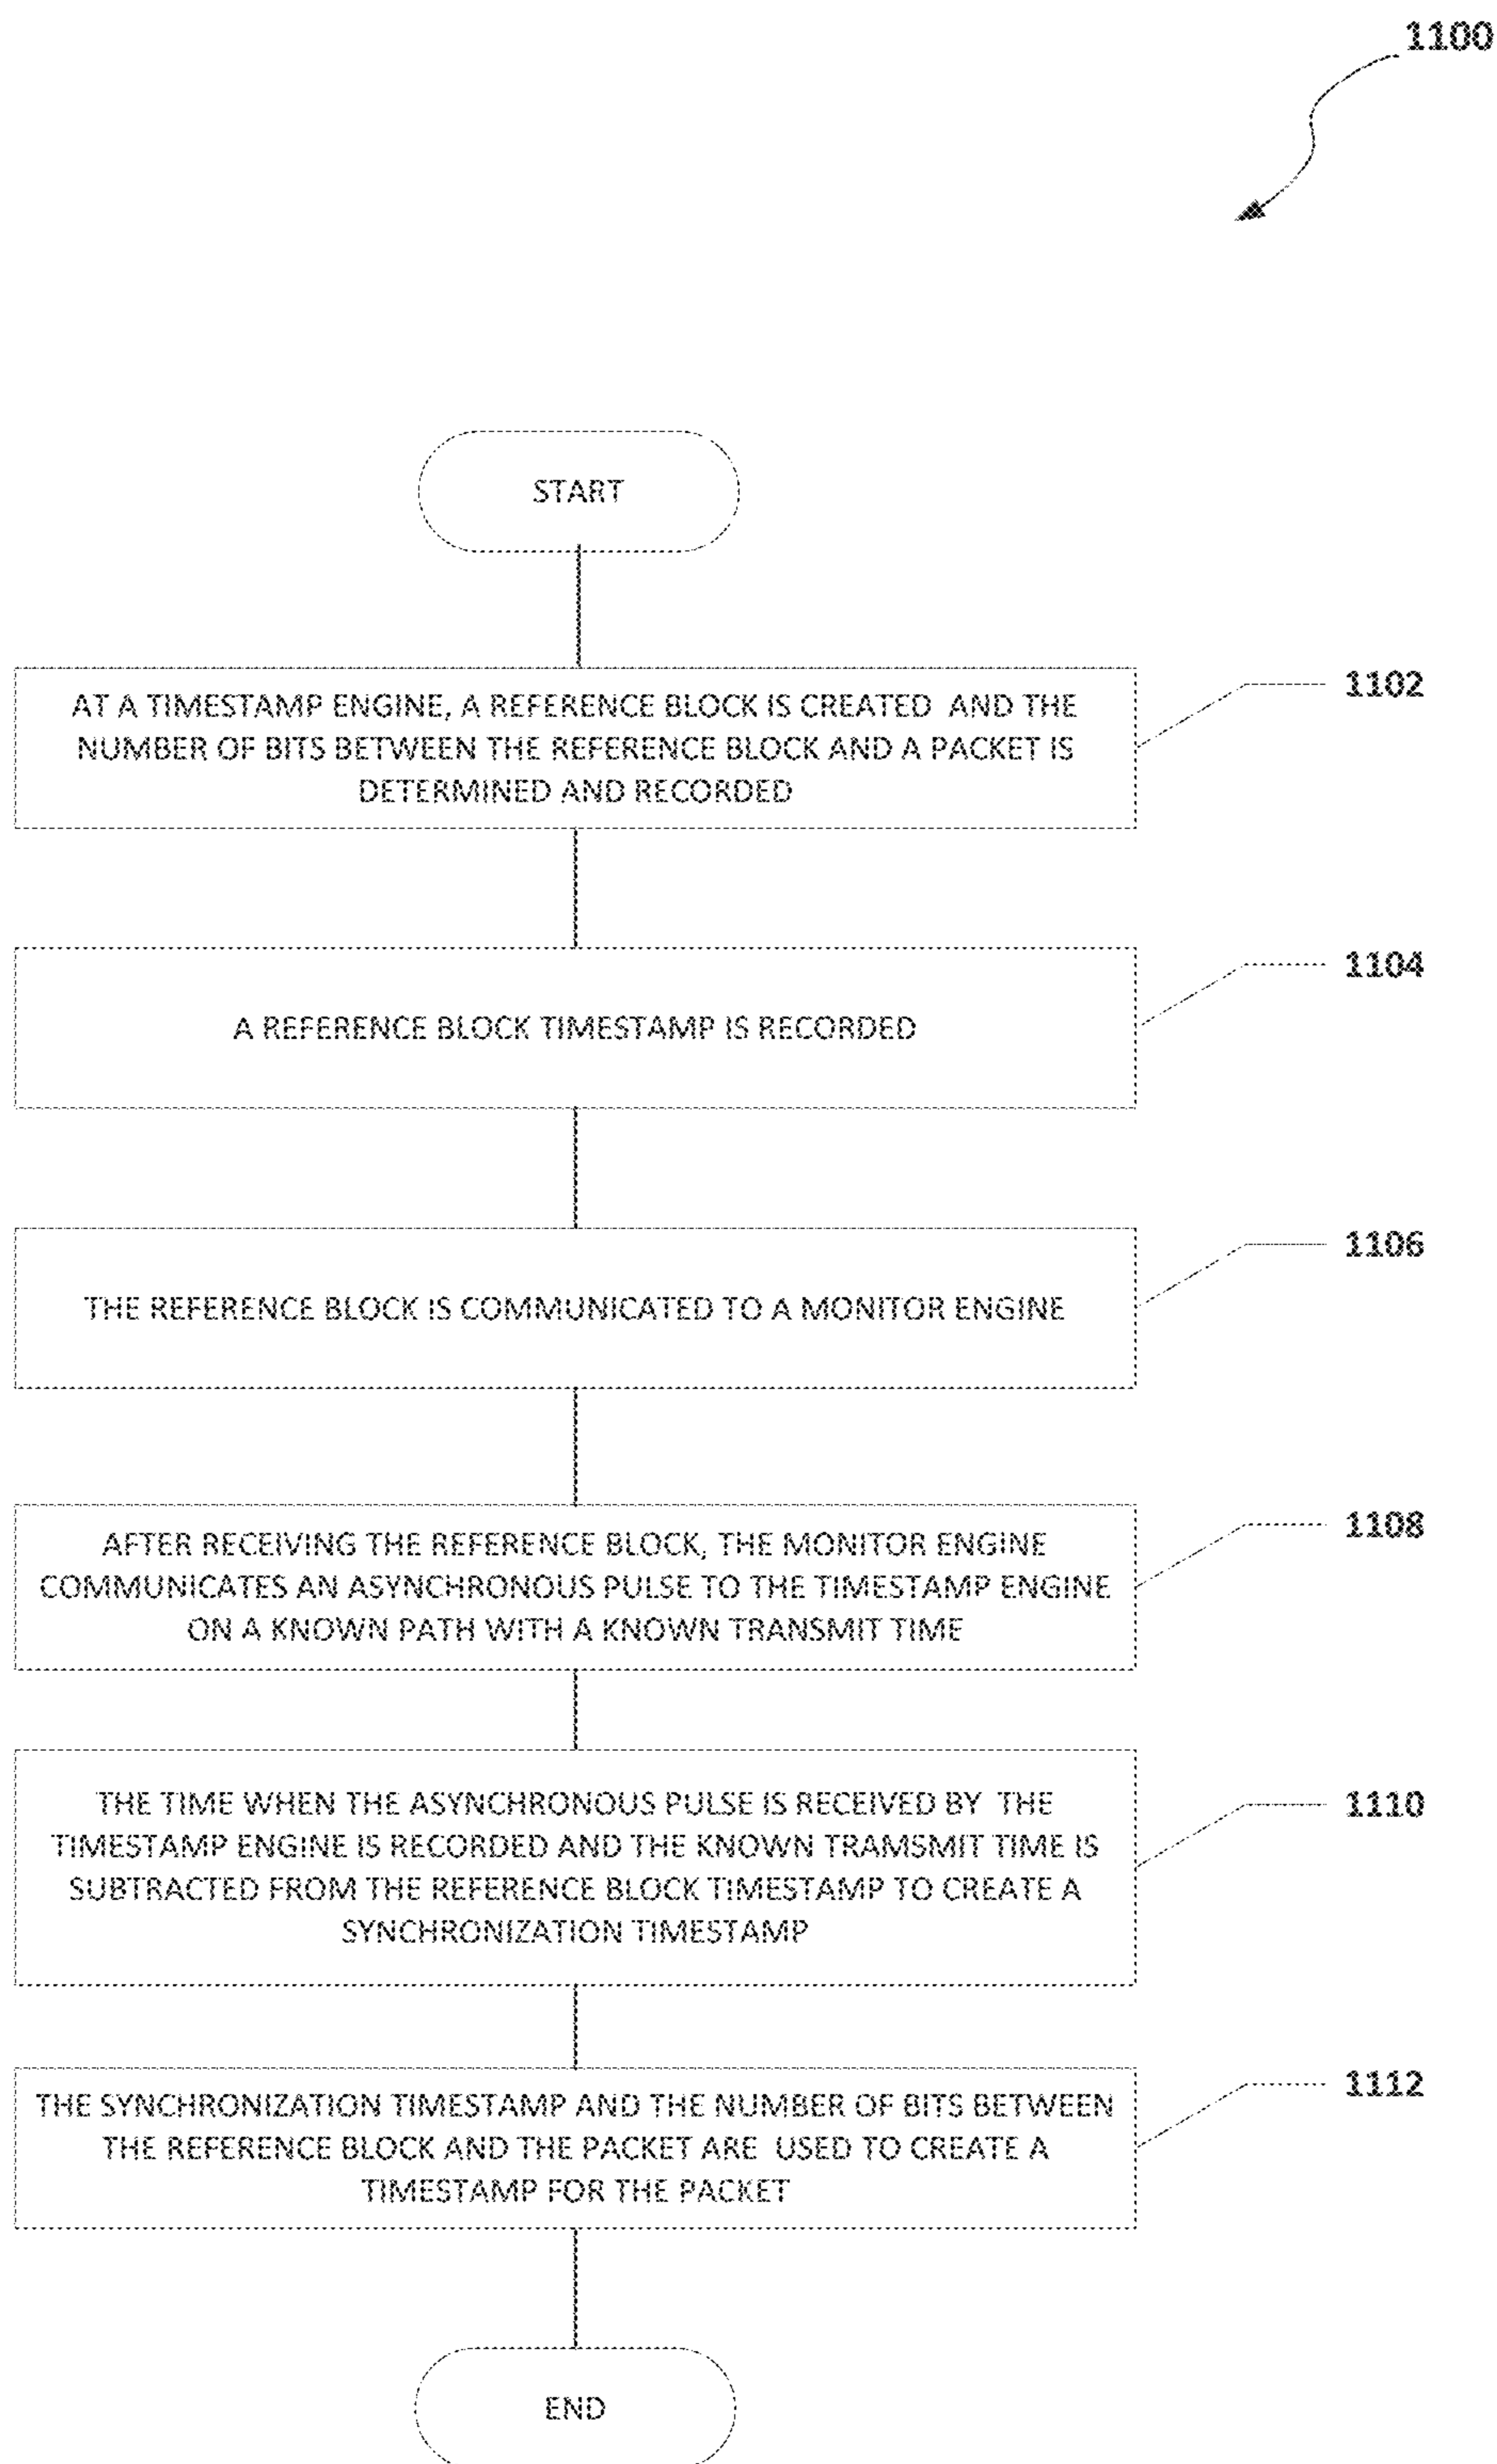 1100
START
AT A TIMESTAMP ENGINE, A REFERENCE BLOCK IS CREATED AND THE
NUMBER OF BITS BETWEEN THE REFERENCE BLOCK AND A PACKET IS
DETERMINED AND RECORDED
1102
A REFERENCE BLOCK TIMESTAMP IS RECORDED
1104
THE REFERENCE BLOCK IS COMMUNICATED TO A MONITOR ENGINE
1106
AFTER RECEIVING THE REFERENCE BLOCK, THE MONITOR ENGINE
COMMUNICATES AN ASYNCHRONOUS PULSE TO THE TIMESTAMP ENGINE
ON A KNOWN PATH WITH A KNOWN TRANSMIT TIME
1108
THE TIME WHEN THE ASYNCHRONOUS PULSE IS RECEIVED BY THE
TIMESTAMP ENGINE IS RECORDED AND THE KNOWN TRAMSMIT TIME IS
SUBTRACTED FROM THE REFERENCE BLOCK TIMESTAMP TO CREATE A
SYNCHRONIZATION TIMESTAMP
1110
THE SYNCHRONIZATION TIMESTAMP AND THE NUMBER OF BITS BETWEEN
THE REFERENCE BLOCK AND THE PACKET ARE USED TO CREATE A
TIMESTAMP FOR THE PACKET
1112
END